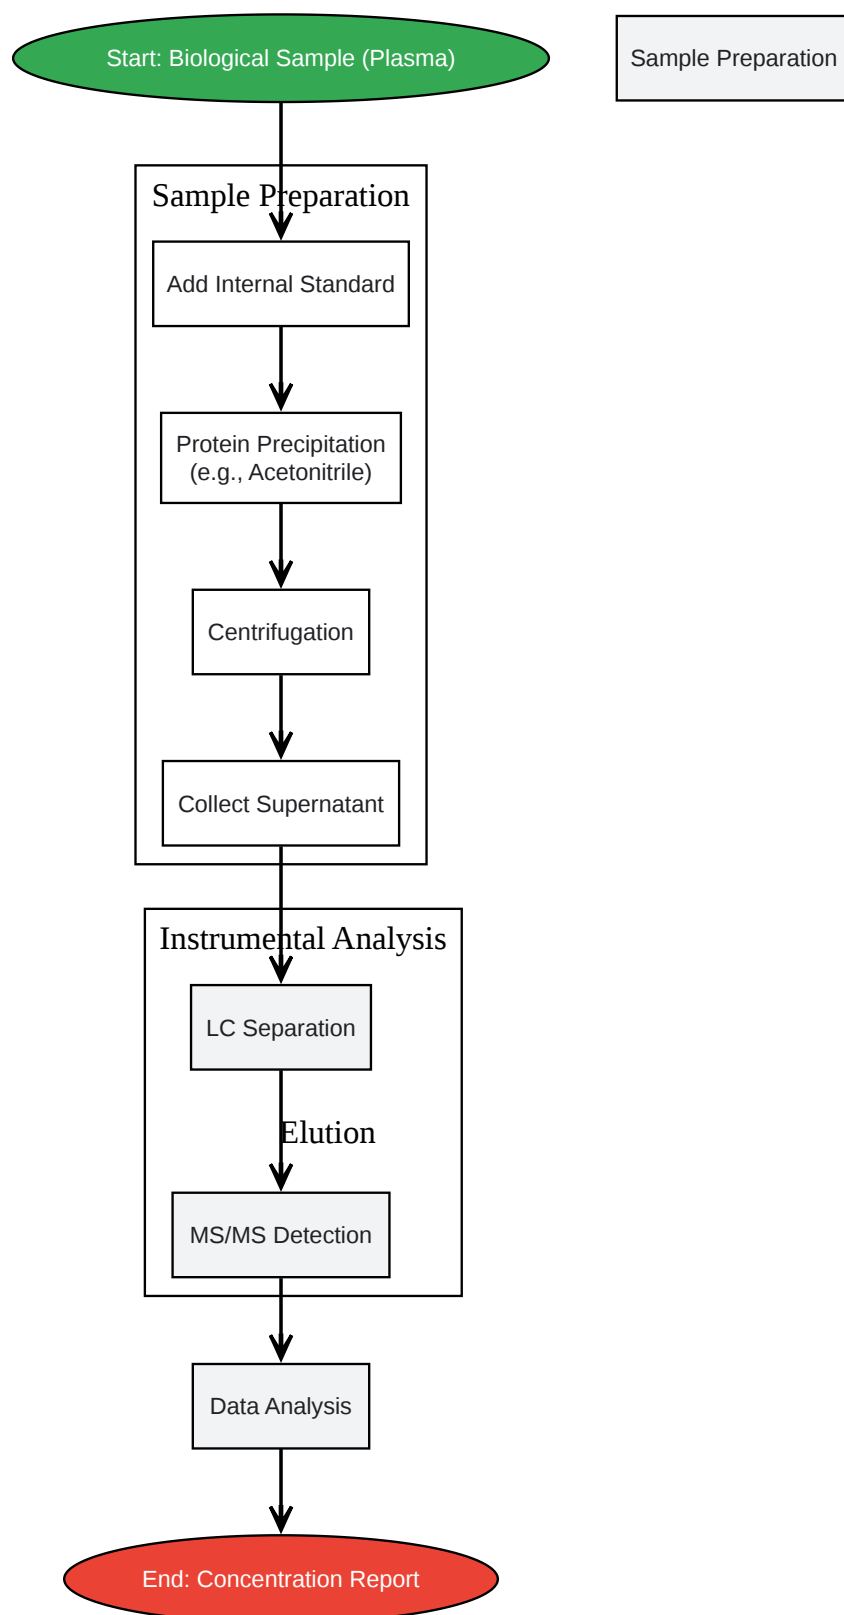 Start: Biological Sample (Plasma)
Sample Preparation
Sample Preparation
Add Internal Standard
Protein Precipitation
(e.g., Acetonitrile)
Centrifugation
Collect Supernatant
Instrumental Analysis
LC Separation
Elution
MS/MS Detection
Data Analysis
End: Concentration Report